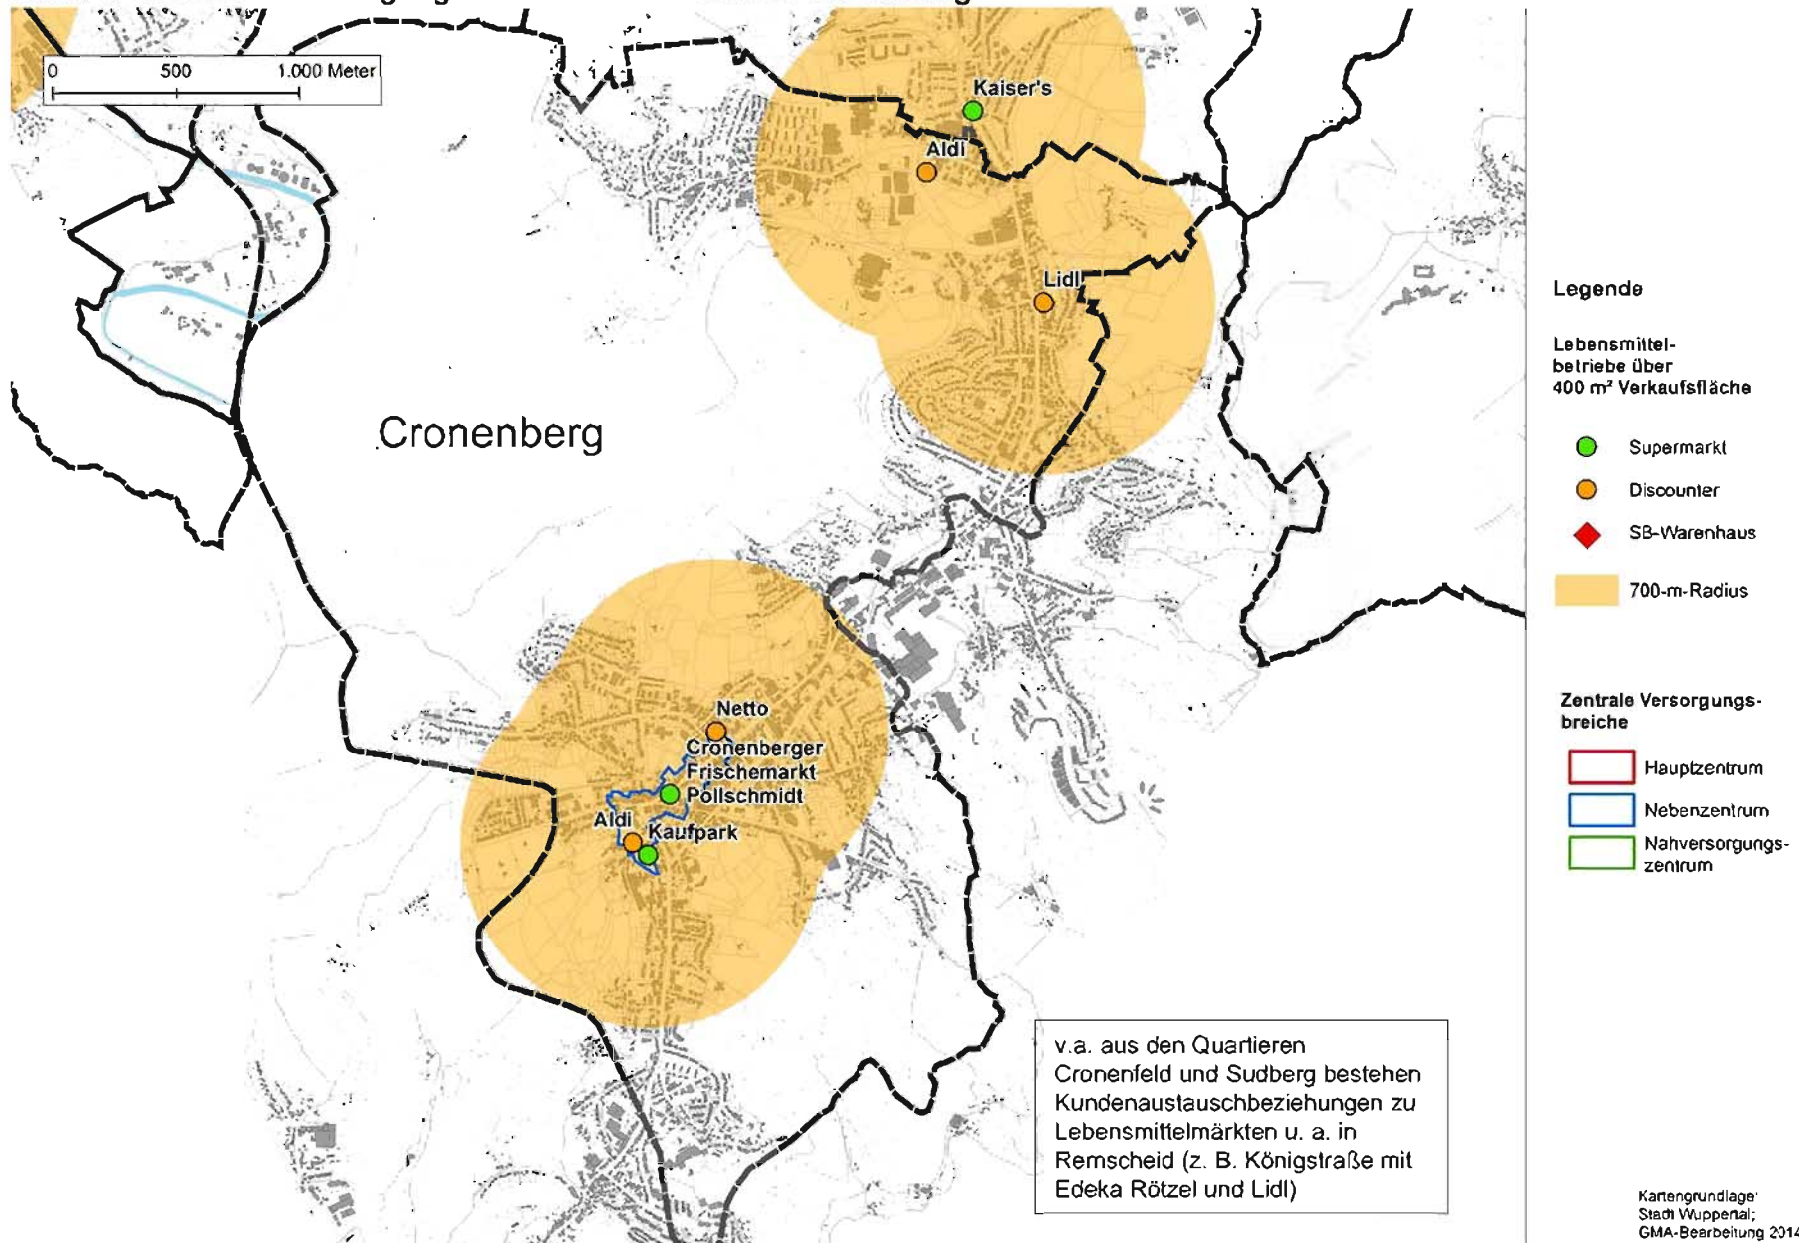 0 500 1.000 Meter
Kaiser's
Aldi
Lidl
Cronenberg
Netto
Cronenberger
Frischemarkt
Pöllschmidt
Aldi
Kaufpark
v.a. aus den Quartieren
Cronenfeld und Sudberg bestehen
Kundenaustauschbeziehungen zu
Lebensmittelmärkten u. a. in
Remscheid (z. B. Königstraße mit
Edeka Rötzel und Lidl)
Legende
Lebensmittel-
betriebe über
400 m² Verkaufsfläche
Supermarkt
Discounter
SB-Warenhaus
700-m-Radius
Zentrale Versorgungs-
breiche
Hauptzentrum
Nebenzentrum
Nahversorgungs-
zentrum
Kartengrundlage:
Stadt Wuppertal;
GMA-Bearbeitung 2014